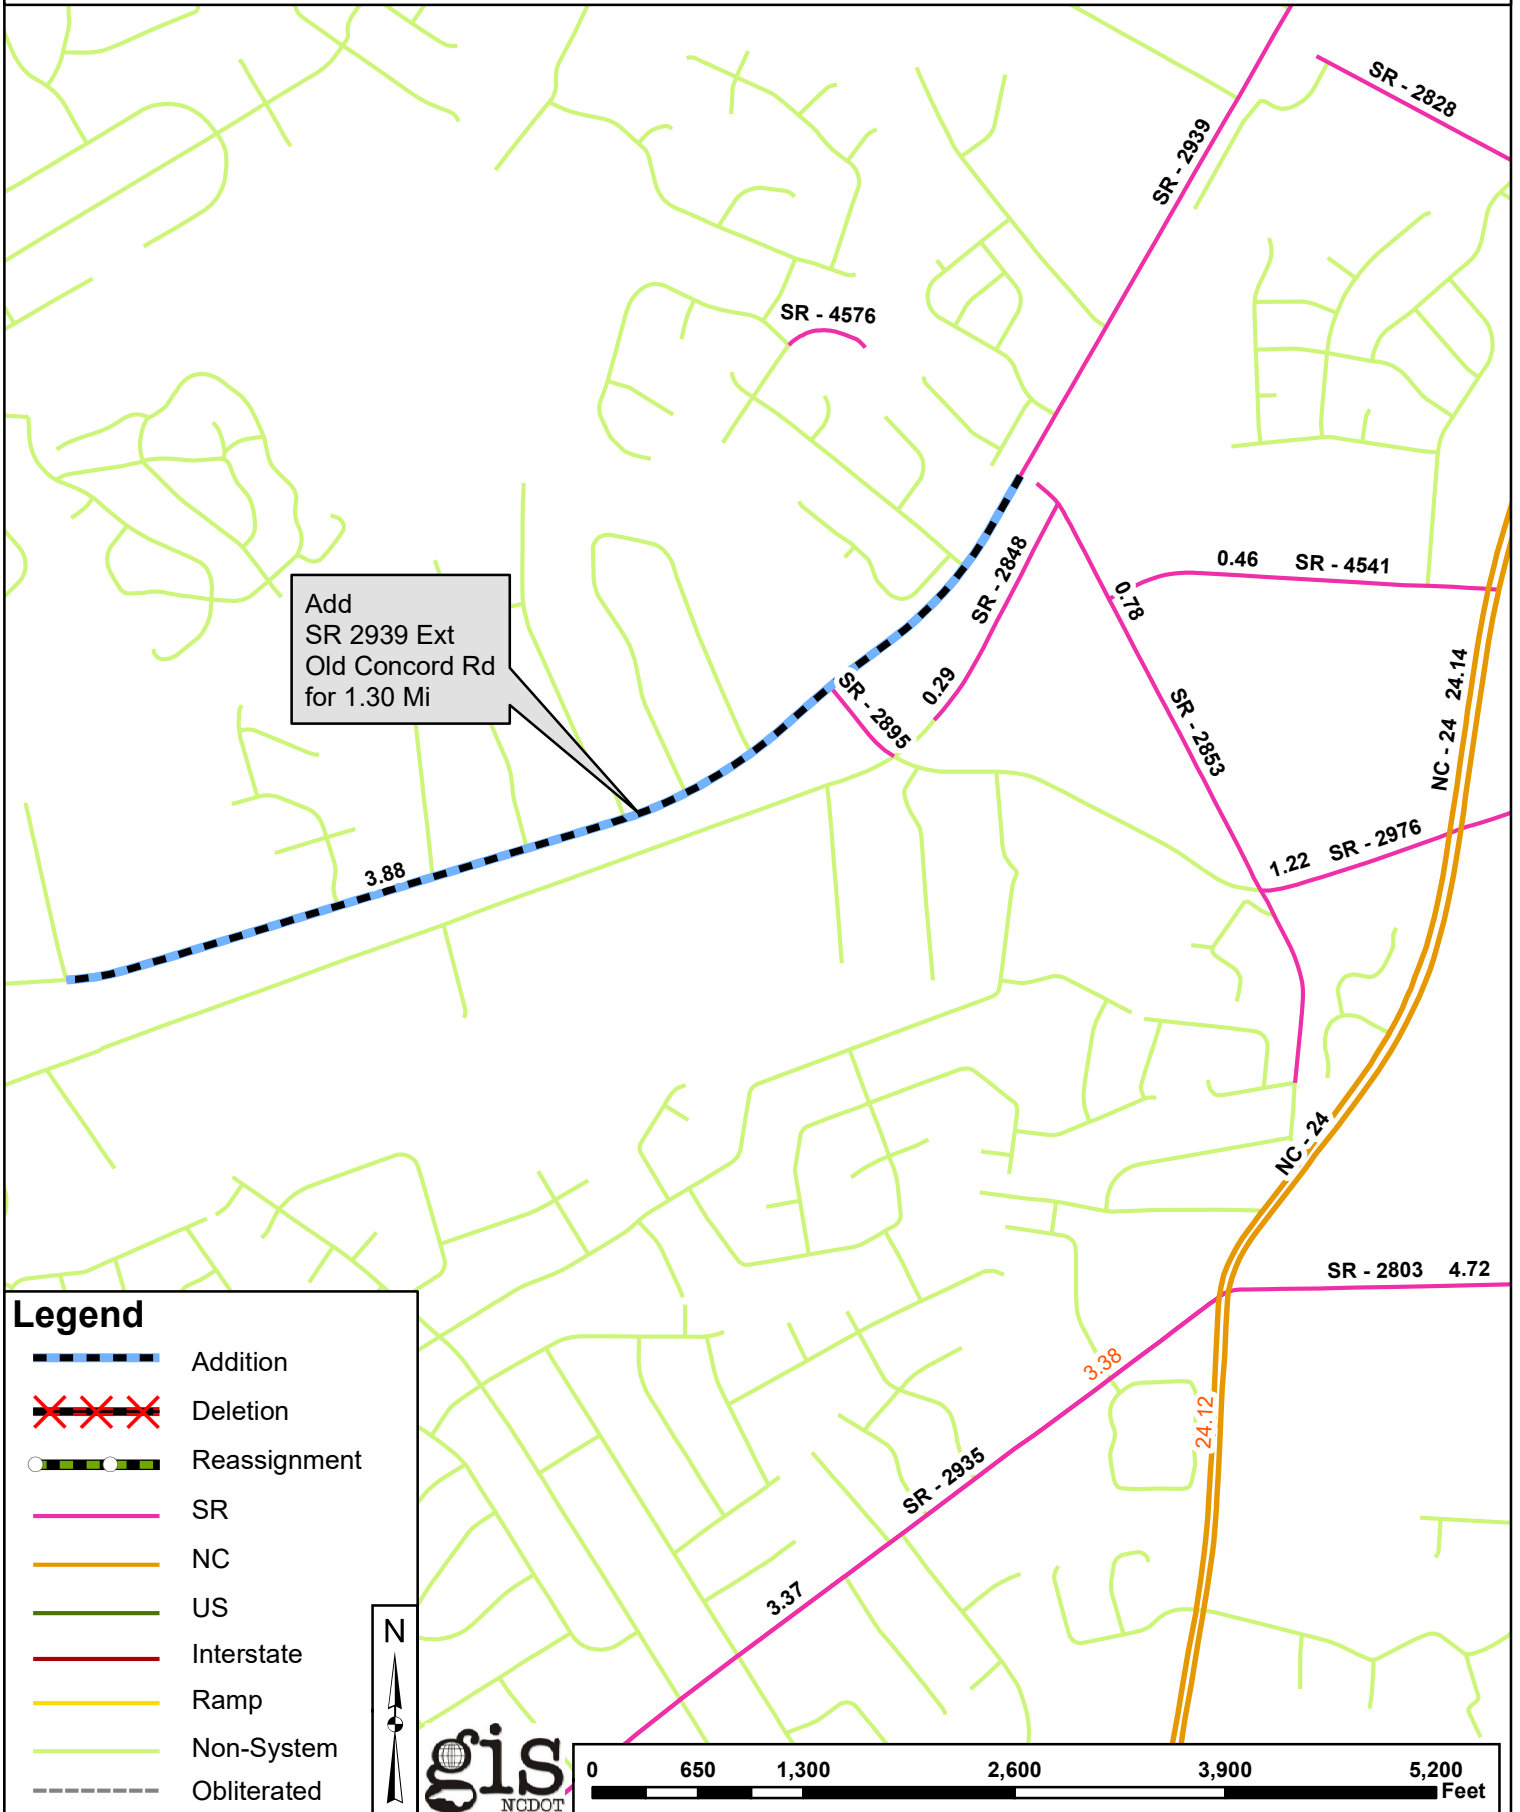 SR - 2828
SR - 2939
SR - 4576
SR - 2848
0.46 SR - 4541
0.78
Add
SR 2939 Ext
Old Concord Rd
for 1.30 Mi
0.29
SR - 2895
SR - 2853
NC - 24 24.14
3.88
1.22 SR - 2976
NC - 24
SR - 2803 4.72
3.38
24.12
SR - 2935
3.37
Legend
Addition
Deletion
Reassignment
SR
NC
US
Interstate
Ramp
Non-System
Obliterated
N
gis
NCDOT
0 650 1,300 2,600 3,900 5,200
Feet